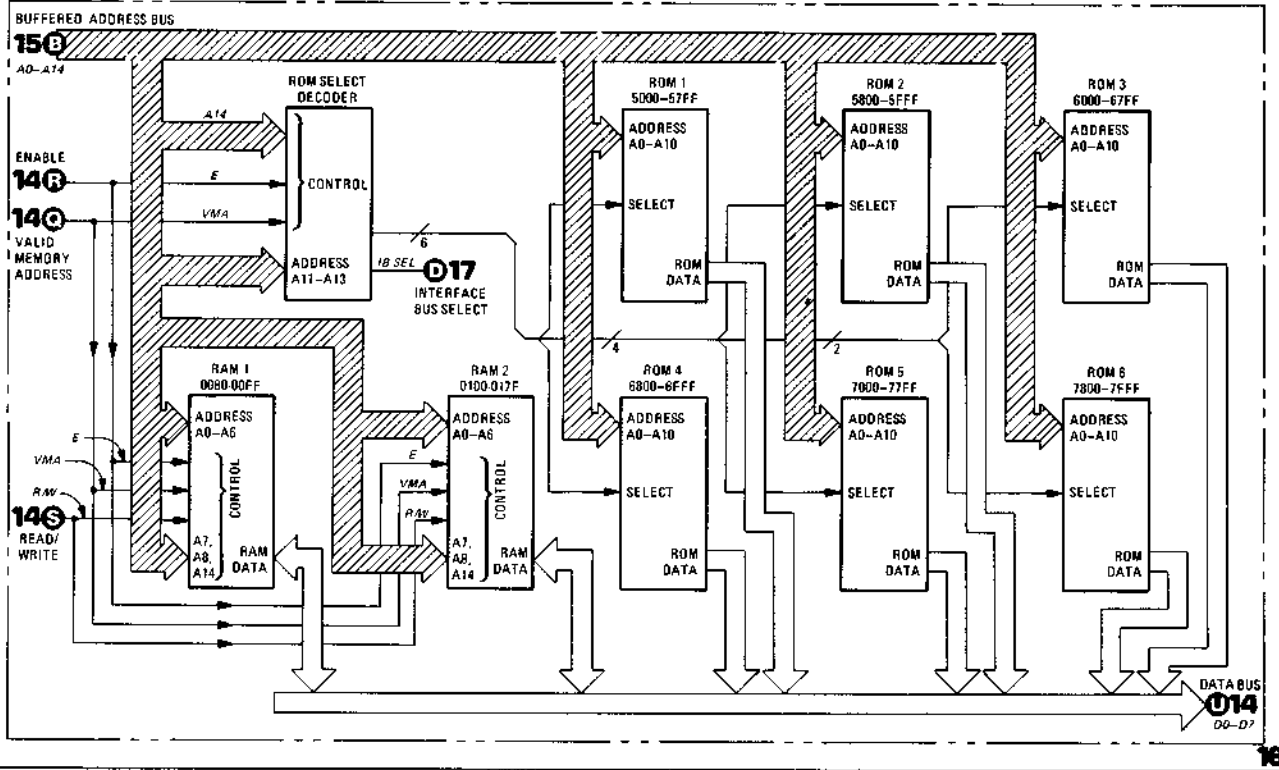 BUFFERED ADDRESS BUS
15 B
A0–A14
ENABLE
14 R
14 Q
VALID
MEMORY
ADDRESS
E
VMA
R/W
14 S
READ/
WRITE
ROM SELECT
DECODER
A14
E
VMA
CONTROL
ADDRESS
A11–A13
6
IB SEL
D 17
INTERFACE
BUS SELECT
RAM 1
0080-00FF
ADDRESS
A0–A6
CONTROL
A7,
A8,
A14
RAM
DATA
RAM 2
0100-017F
ADDRESS
A0–A6
E
VMA
R/W
CONTROL
A7,
A8,
A14
RAM
DATA
ROM 1
5000–57FF
ADDRESS
A0–A10
SELECT
ROM
DATA
ROM 2
5800–5FFF
ADDRESS
A0–A10
SELECT
ROM
DATA
ROM 3
6000–67FF
ADDRESS
A0–A10
SELECT
ROM
DATA
4
2
ROM 4
6800–6FFF
ADDRESS
A0–A10
SELECT
ROM
DATA
ROM 5
7000–77FF
ADDRESS
A0–A10
SELECT
ROM
DATA
ROM 6
7800–7FFF
ADDRESS
A0–A10
SELECT
ROM
DATA
DATA BUS
U 14
D0–D7